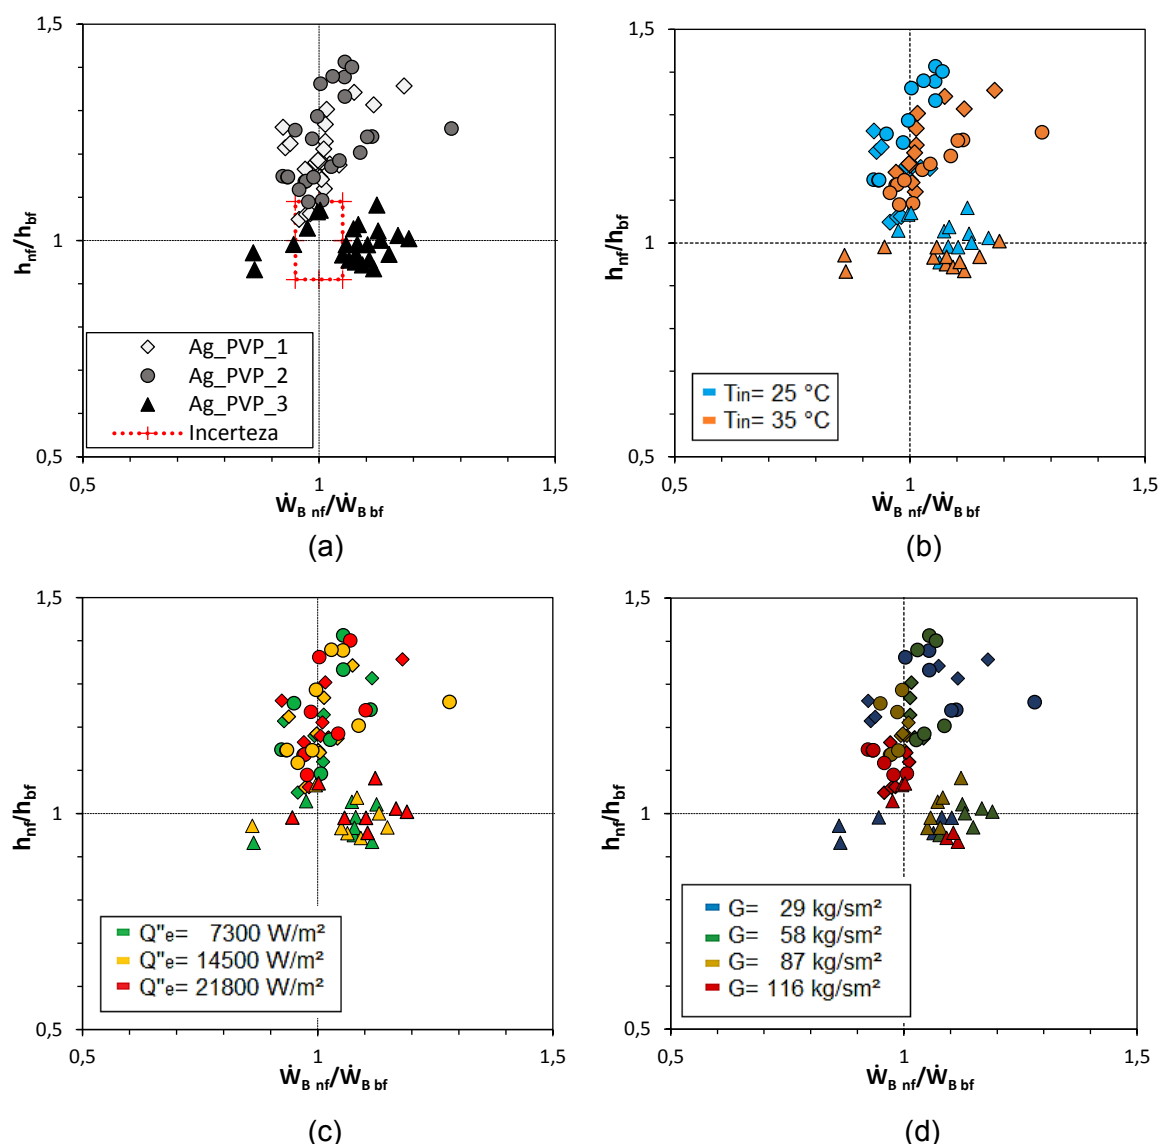 1,5
h_nf/h_bf
1
0,5
Ag_PVP_1
Ag_PVP_2
Ag_PVP_3
Incerteza
0,5 1 1,5
Ẇ_B nf/Ẇ_B bf
(a)
1,5
h_nf/h_bf
1
0,5
Tin= 25 °C
Tin= 35 °C
0,5 1 1,5
Ẇ_B nf/Ẇ_B bf
(b)
1,5
h_nf/h_bf
1
0,5
Q"e= 7300 W/m²
Q"e= 14500 W/m²
Q"e= 21800 W/m²
0,5 1 1,5
Ẇ_B nf/Ẇ_B bf
(c)
1,5
h_nf/h_bf
1
0,5
G= 29 kg/sm²
G= 58 kg/sm²
G= 87 kg/sm²
G= 116 kg/sm²
0,5 1 1,5
Ẇ_B nf/Ẇ_B bf
(d)